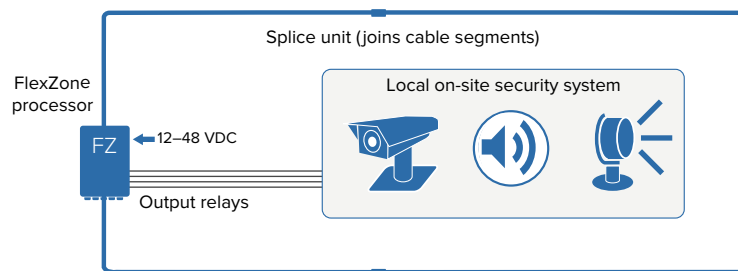 Splice unit (joins cable segments)
FlexZone
processor
Local on-site security system
FZ
12–48 VDC
Output relays